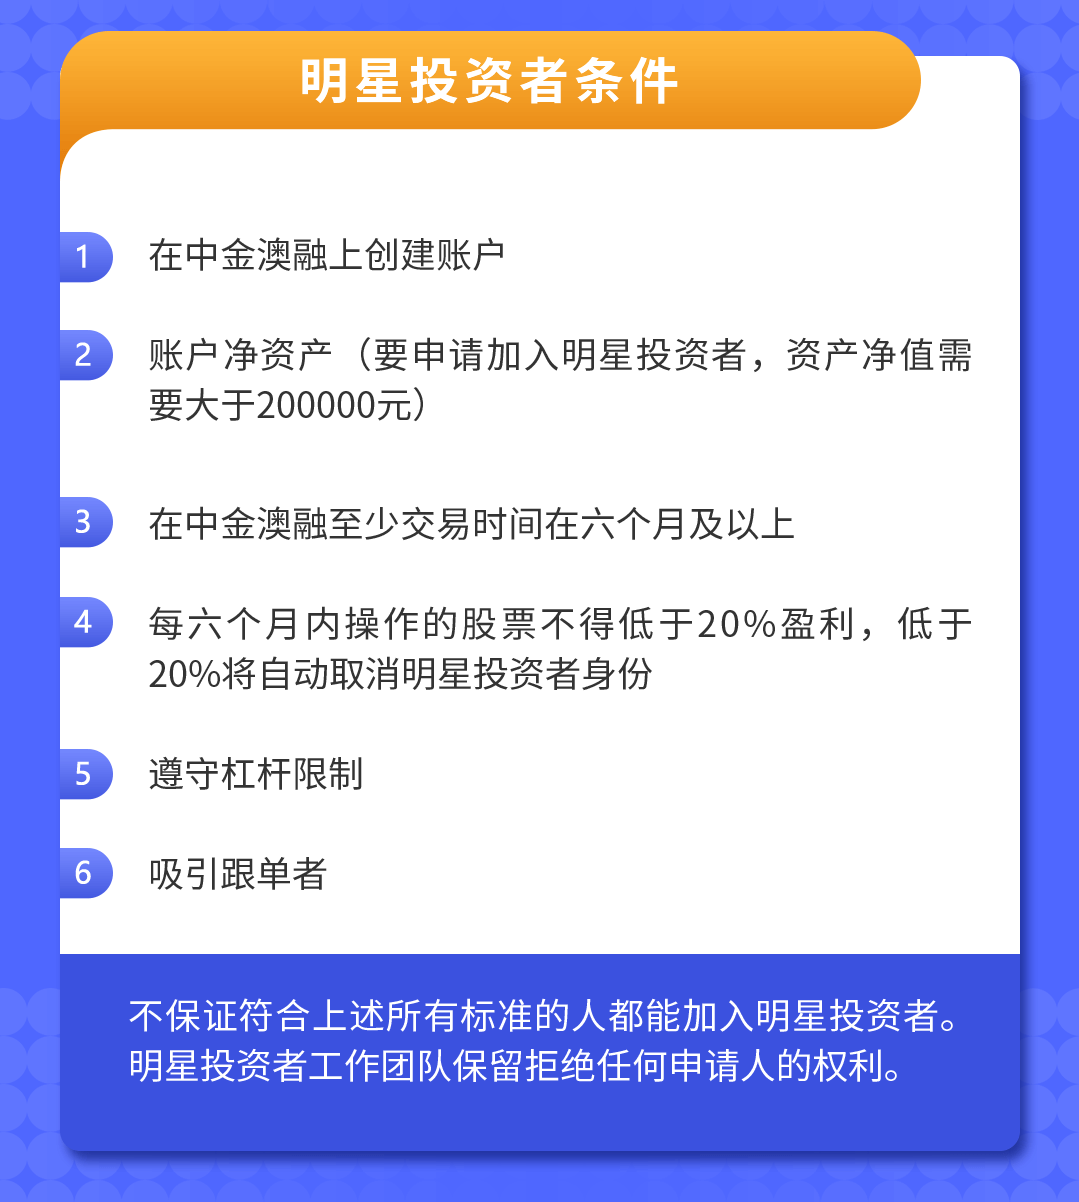 明星投资者条件
1 在中金澳融上创建账户
2 账户净资产（要申请加入明星投资者，资产净值需
要大于200000元）
3 在中金澳融至少交易时间在六个月及以上
4 每六个月内操作的股票不得低于20%盈利，低于
20%将自动取消明星投资者身份
5 遵守杠杆限制
6 吸引跟单者
不保证符合上述所有标准的人都能加入明星投资者。
明星投资者工作团队保留拒绝任何申请人的权利。